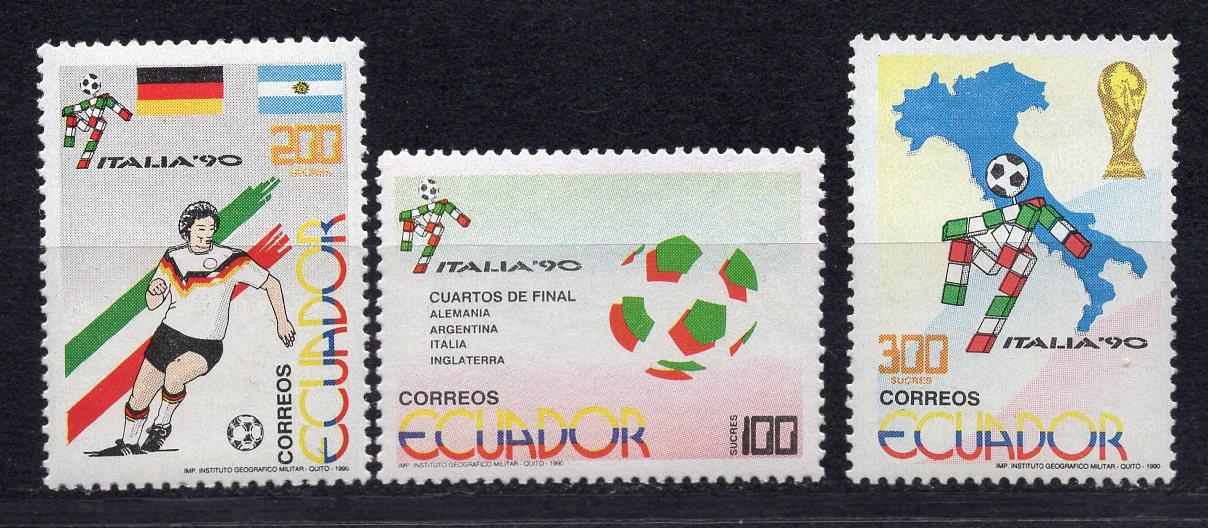 ITALIA'90
200
SUCRES
CORREOS
ECUADOR
IMP. INSTITUTO GEOGRAFICO MILITAR - QUITO - 1990
ITALIA'90
CUARTOS DE FINAL
ALEMANIA
ARGENTINA
ITALIA
INGLATERRA
CORREOS
ECUADOR
SUCRES 100
IMP. INSTITUTO GEOGRAFICO MILITAR - QUITO - 1990
ITALIA'90
300
SUCRES
CORREOS
ECUADOR
IMP. INSTITUTO GEOGRAFICO MILITAR - QUITO - 1990